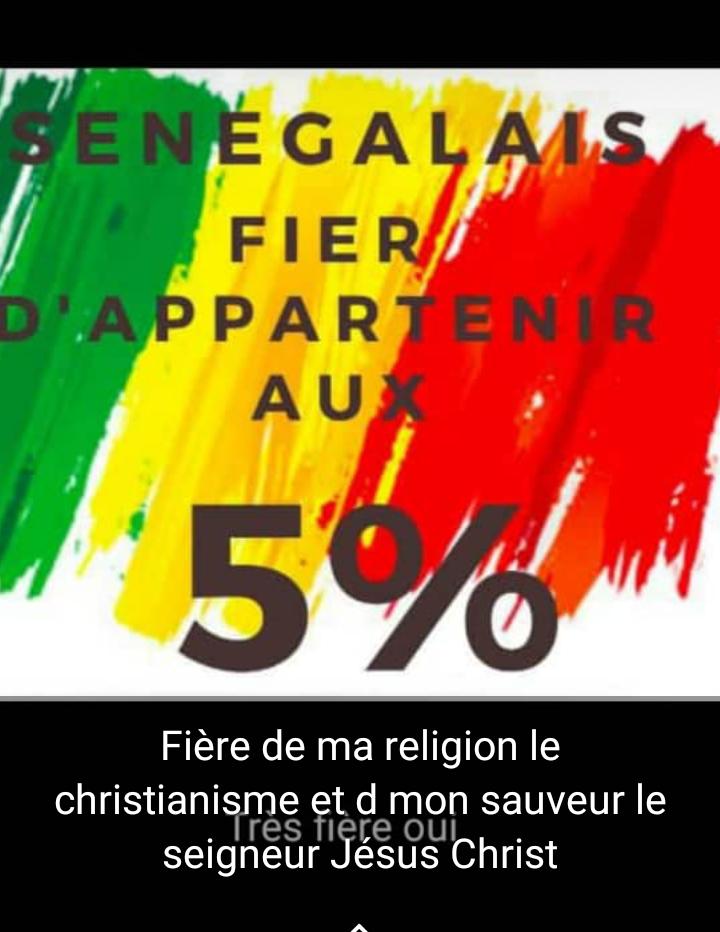 SENEGALAIS
FIER
D'APPARTENIR
AUX
5%
Fière de ma religion le
christianisme et d mon sauveur le
Très fière oui
seigneur Jésus Christ